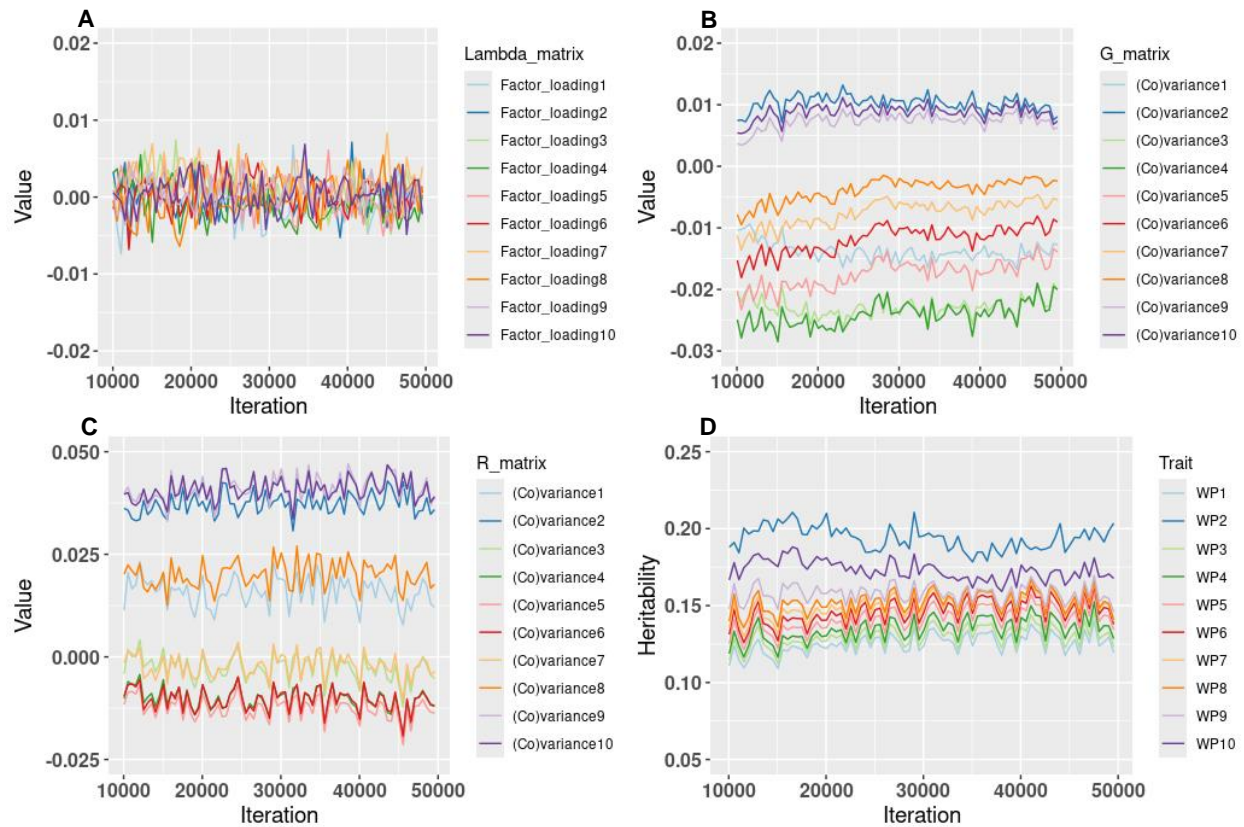 A
0.02
0.01
0.00
-0.01
-0.02
Value
10000 20000 30000 40000 50000
Iteration
Lambda_matrix
Factor_loading1
Factor_loading2
Factor_loading3
Factor_loading4
Factor_loading5
Factor_loading6
Factor_loading7
Factor_loading8
Factor_loading9
Factor_loading10
B
0.02
0.01
0.00
-0.01
-0.02
-0.03
Value
10000 20000 30000 40000 50000
Iteration
G_matrix
(Co)variance1
(Co)variance2
(Co)variance3
(Co)variance4
(Co)variance5
(Co)variance6
(Co)variance7
(Co)variance8
(Co)variance9
(Co)variance10
C
0.050
0.025
0.000
-0.025
Value
10000 20000 30000 40000 50000
Iteration
R_matrix
(Co)variance1
(Co)variance2
(Co)variance3
(Co)variance4
(Co)variance5
(Co)variance6
(Co)variance7
(Co)variance8
(Co)variance9
(Co)variance10
D
0.25
0.20
0.15
0.10
0.05
Heritability
10000 20000 30000 40000 50000
Iteration
Trait
WP1
WP2
WP3
WP4
WP5
WP6
WP7
WP8
WP9
WP10